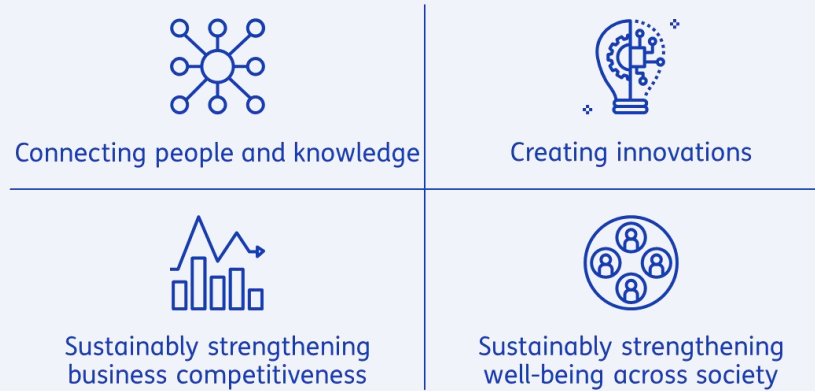 Connecting people and knowledge
Creating innovations
Sustainably strengthening
business competitiveness
Sustainably strengthening
well-being across society